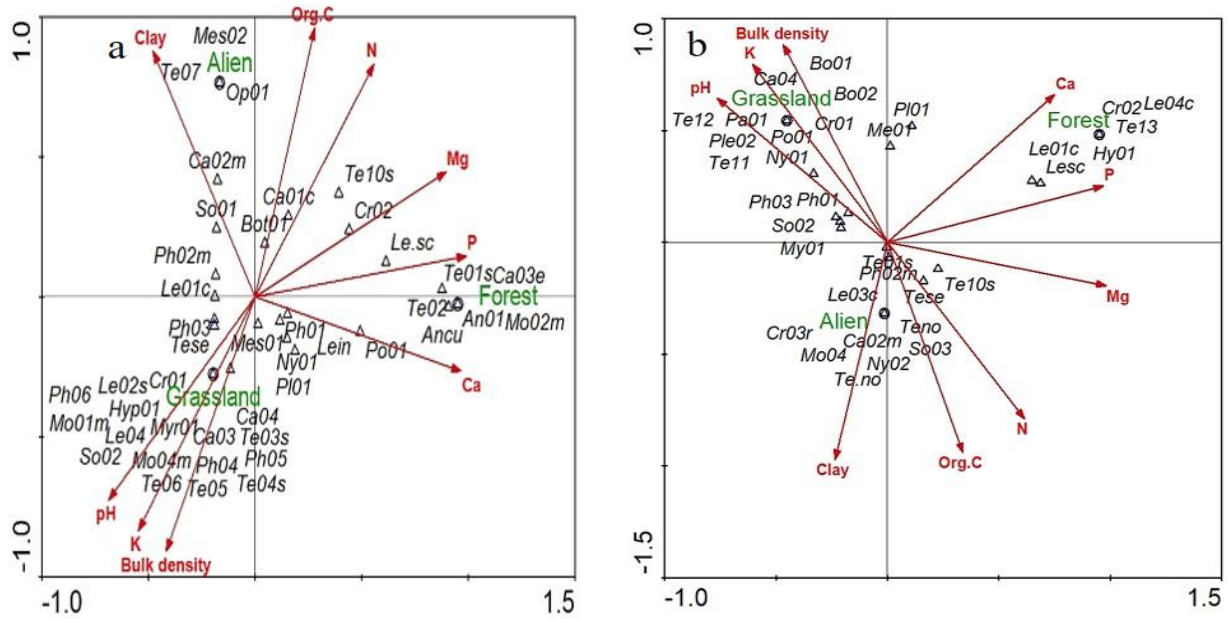 a
1.0
-1.0
-1.0
1.5
Org.C
Clay
Mes02
N
Alien
Te07
Op01
Ca02m
Mg
Te10s
Ca01c
So01
Bot01
Cr02
Le.sc
P
Ph02m
Te01s
Ca03e
Le01c
Forest
Te02
An01
Mo02m
Ph03
Ph01
Ancu
Tese
Mes01
Lein
Po01
Ny01
Ca
Le02s
Cr01
Pl01
Ph06
Grassland
Hyp01
Mo01m
Myr01
Ca04
Le04
Ca03
Te03s
So02
Mo04m
Ph04
Ph05
Te06
Te05
Te04s
pH
K
Bulk density
b
1.0
-1.5
-1.0
1.5
Bulk density
K
Bo01
Ca04
pH
Grassland
Bo02
Pl01
Ca
Cr02
Le04c
Te12
Pa01
Cr01
Me01
Forest
Te13
Ple02
Po01
Le01c
Hy01
Te11
Ny01
Lesc
P
Ph03
Ph01
So02
My01
Te01s
Ph02m
Te10s
Mg
Le03c
Tese
Alien
Teno
Cr03r
Ca02m
So03
Mo04
Ny02
Te.no
N
Clay
Org.C